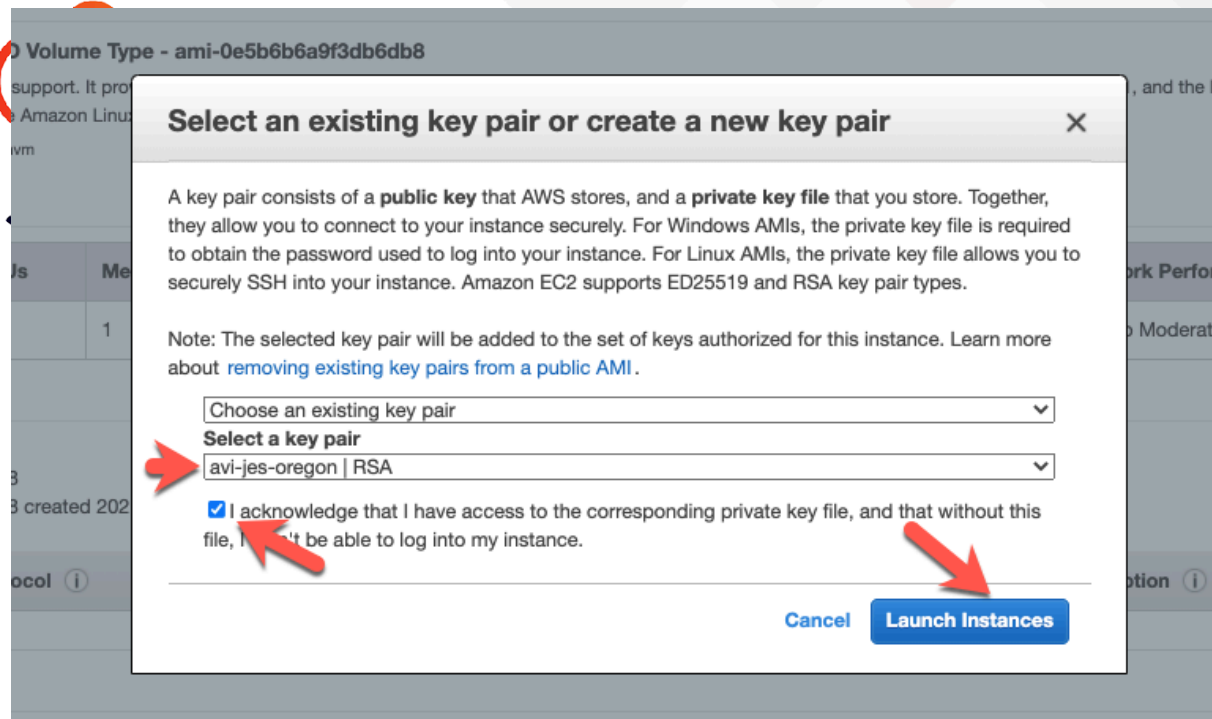 D Volume Type - ami-0e5b6b6a9f3db6db8
support. It pro
, and the
Amazon Linux
vm
Select an existing key pair or create a new key pair
A key pair consists of a public key that AWS stores, and a private key file that you store. Together,
they allow you to connect to your instance securely. For Windows AMIs, the private key file is required
to obtain the password used to log into your instance. For Linux AMIs, the private key file allows you to
securely SSH into your instance. Amazon EC2 supports ED25519 and RSA key pair types.
Us
Me
ork Perfor
1
o Moderat
Note: The selected key pair will be added to the set of keys authorized for this instance. Learn more
about removing existing key pairs from a public AMI.
Choose an existing key pair
Select a key pair
avi-jes-oregon | RSA
B created 202
I acknowledge that I have access to the corresponding private key file, and that without this
file, I be able to log into my instance.
ocol
ption
Cancel
Launch Instances